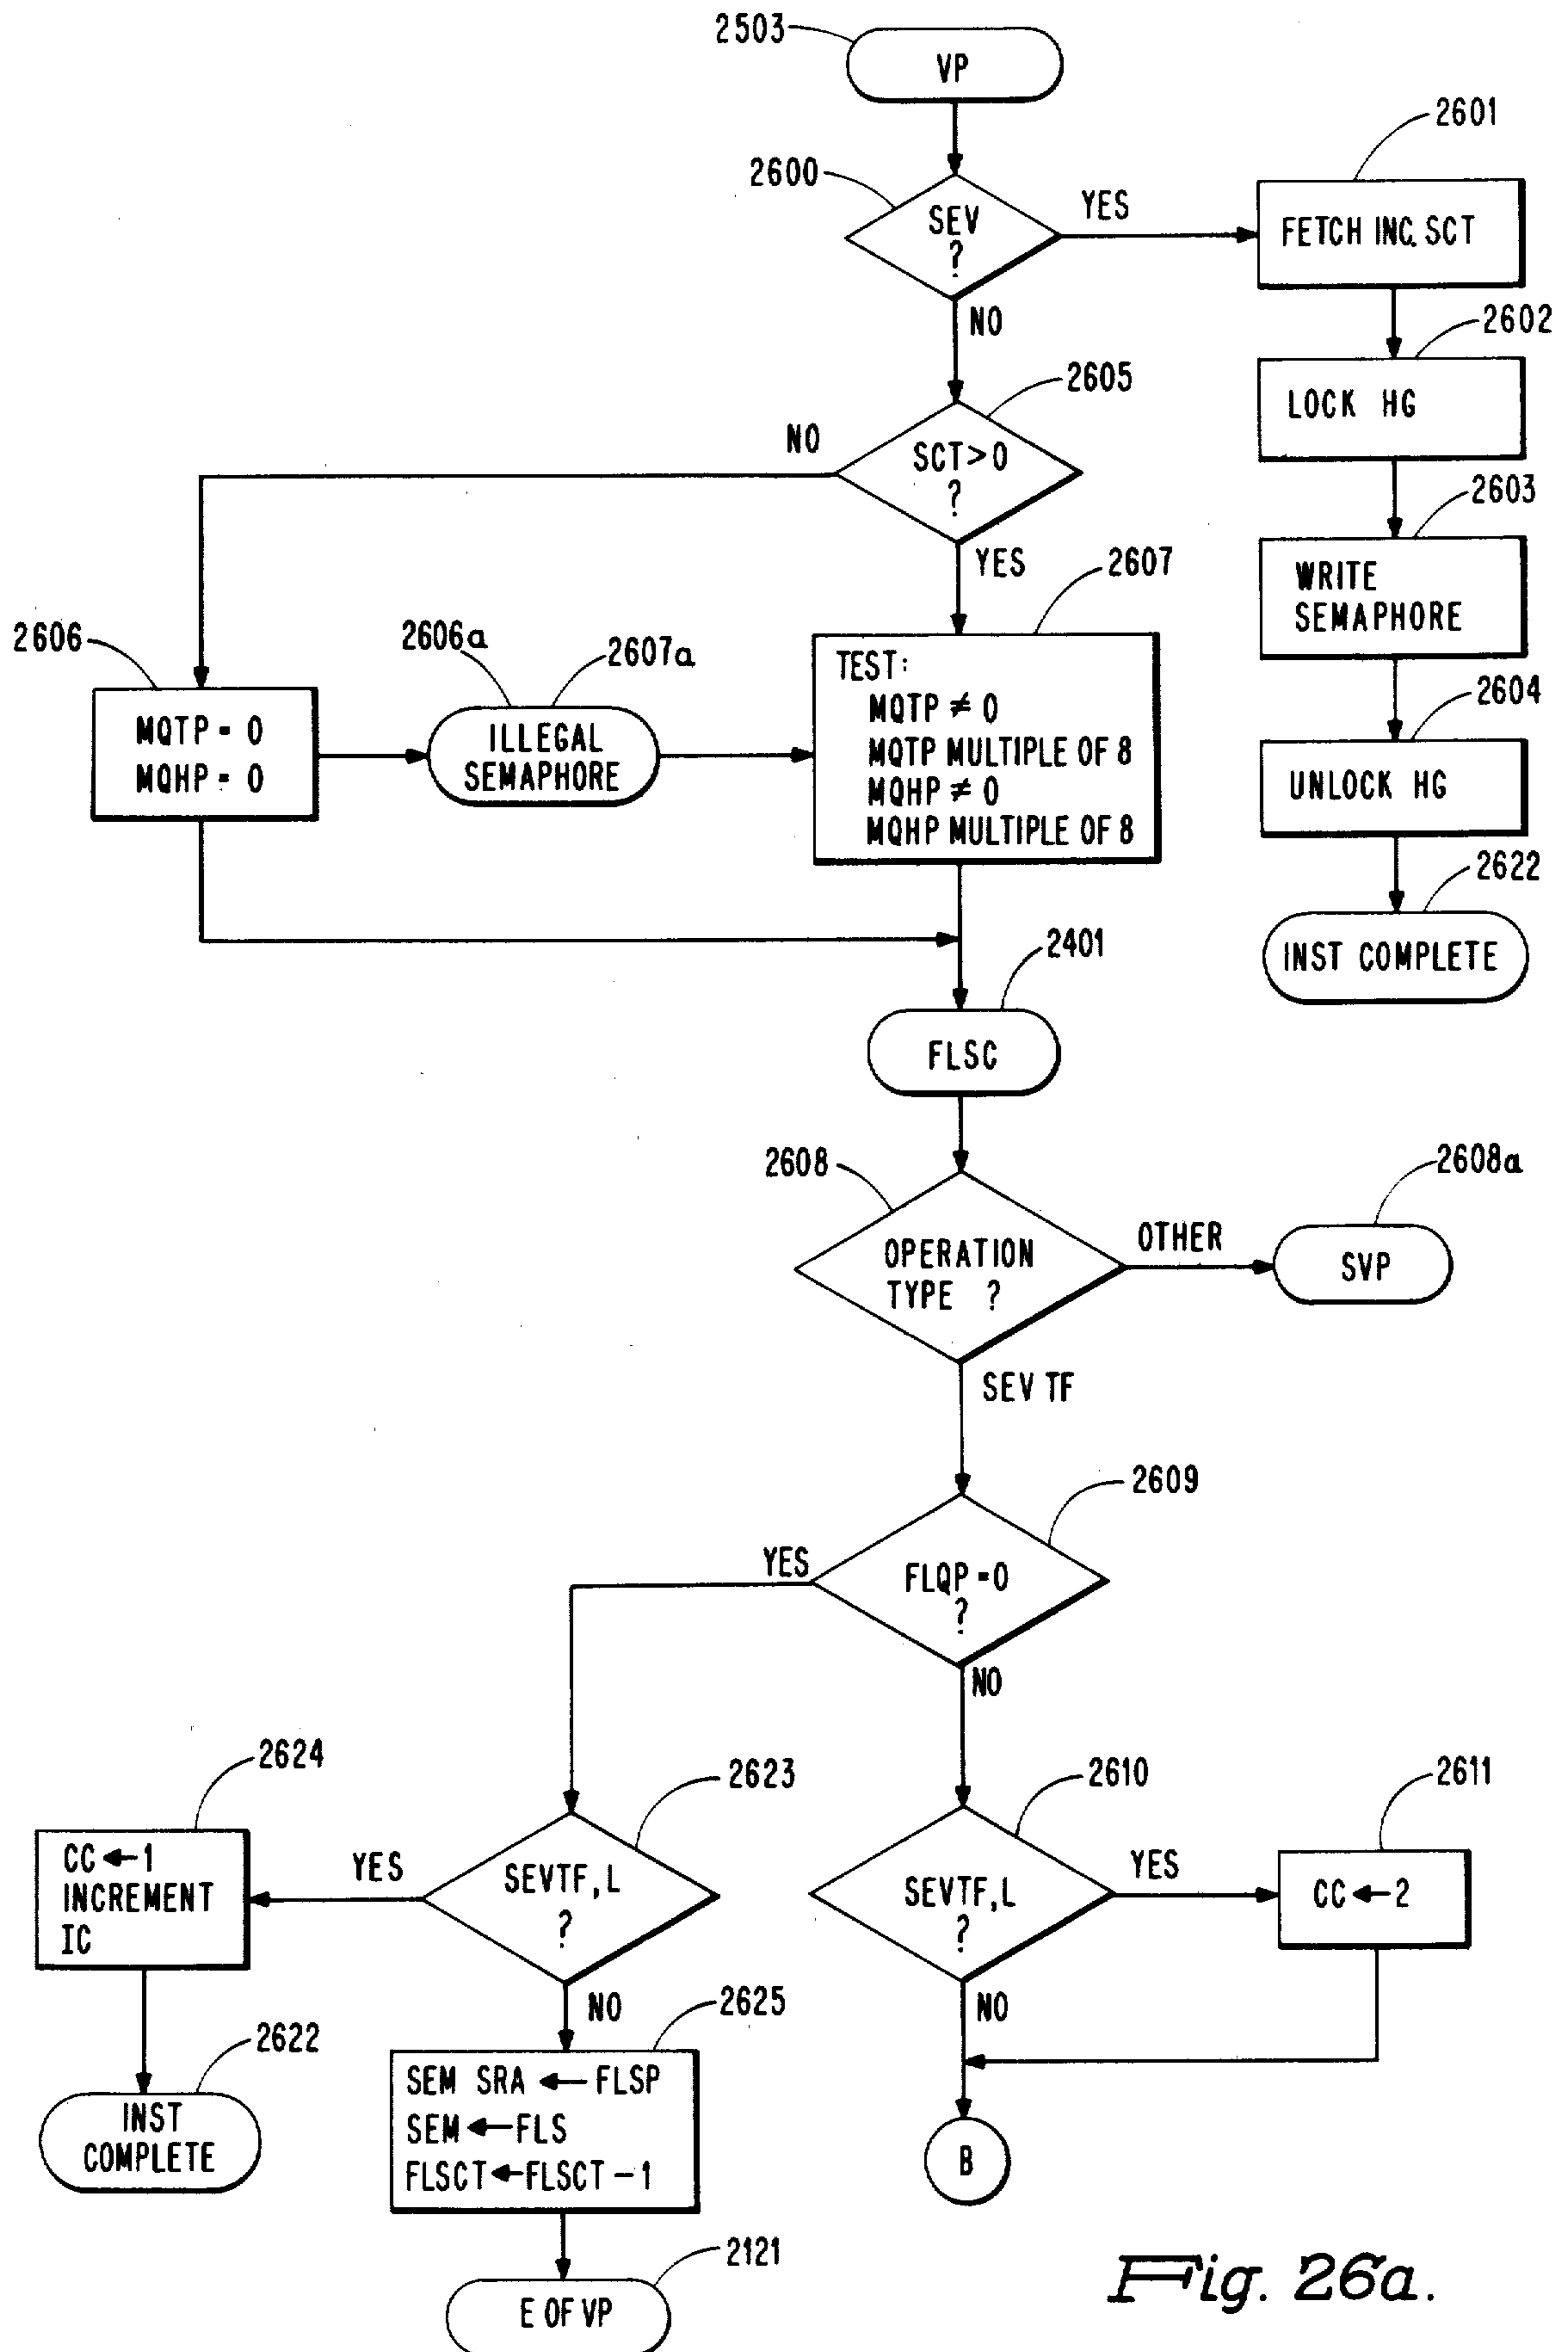 2503
VP
2600
SEV
?
YES
2601
FETCH INC. SCT
NO
2602
LOCK HG
2605
NO
SCT>0
?
2603
WRITE
SEMAPHORE
YES
2607
2606
2606a
2607a
TEST:
MQTP ≠ 0
MQTP MULTIPLE OF 8
MQHP ≠ 0
MQHP MULTIPLE OF 8
2604
UNLOCK HG
MQTP = 0
MQHP = 0
ILLEGAL
SEMAPHORE
2622
INST COMPLETE
2401
FLSC
2608
OPERATION
TYPE ?
OTHER
2608a
SVP
SEV TF
2609
YES
FLQP=0
?
NO
2624
CC←1
INCREMENT
IC
YES
2623
SEVTF,L
?
2610
SEVTF,L
?
YES
2611
CC←2
NO
NO
2622
INST
COMPLETE
2625
SEM SRA ← FLSP
SEM←FLS
FLSCT←FLSCT-1
B
2121
E OF VP
Fig. 26a.